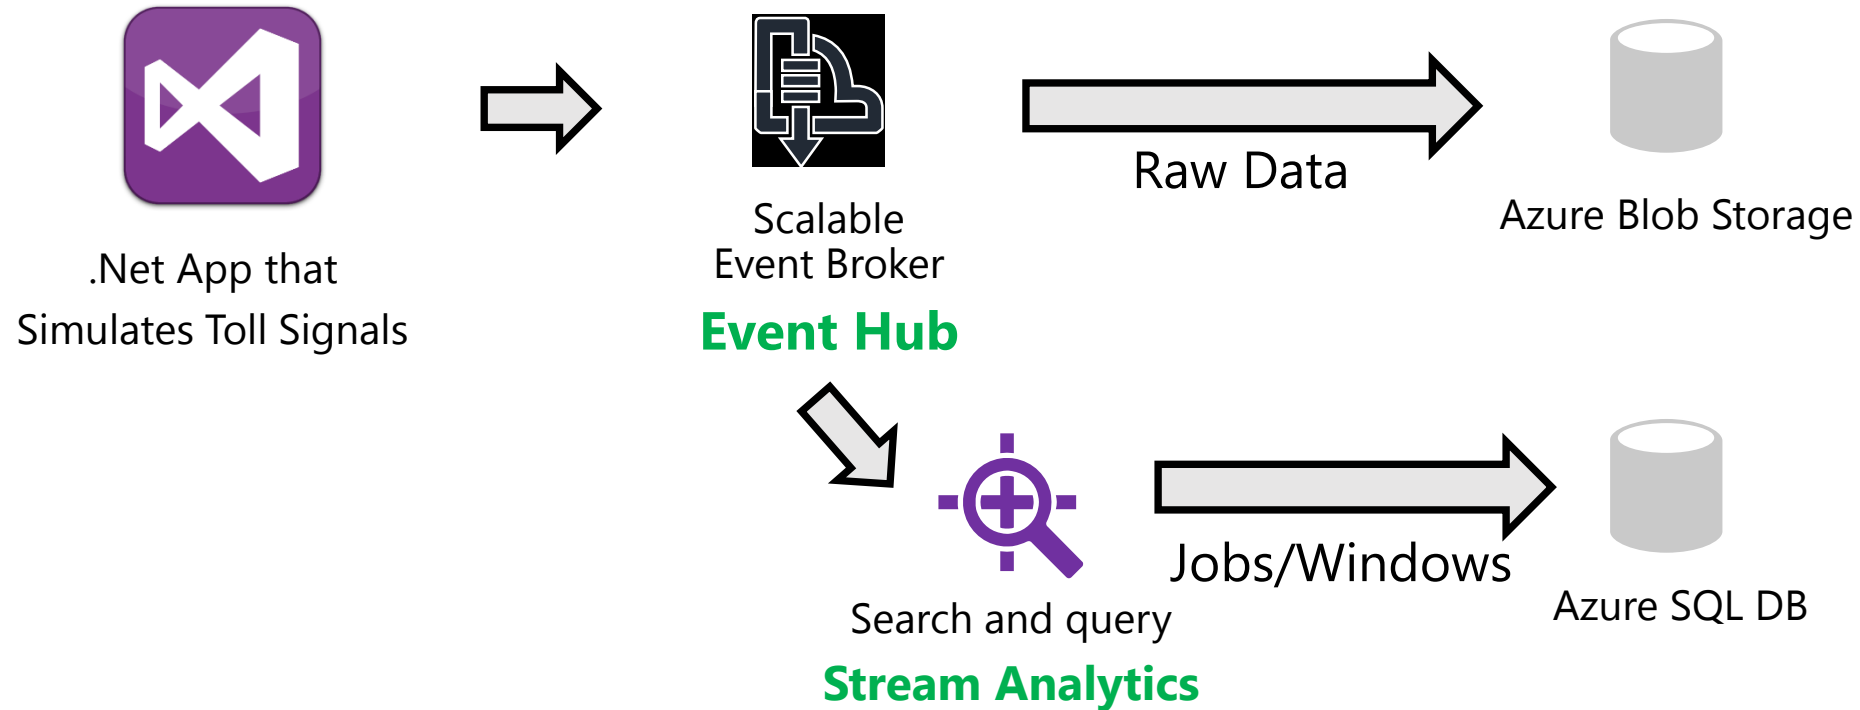 .Net App that
Simulates Toll Signals
Scalable
Event Broker
Event Hub
Raw Data
Azure Blob Storage
Search and query
Stream Analytics
Jobs/Windows
Azure SQL DB